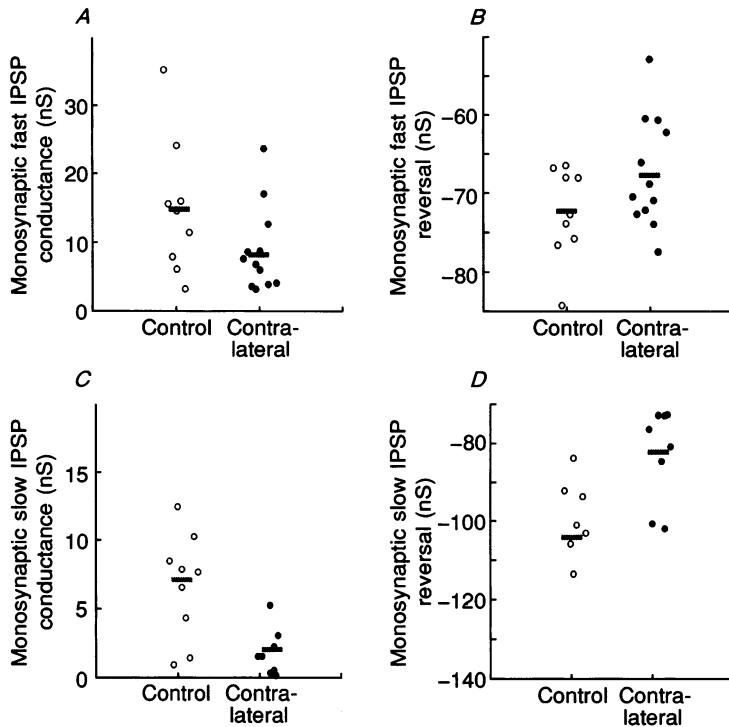 A
Monosynaptic fast IPSP
conductance (nS)
30
20
10
0
Control
Contra-
lateral
B
Monosynaptic fast IPSP
reversal (nS)
−60
−70
−80
Control
Contra-
lateral
C
Monosynaptic slow IPSP
conductance (nS)
15
10
5
0
Control
Contra-
lateral
D
Monosynaptic slow IPSP
reversal (nS)
−80
−100
−120
−140
Control
Contra-
lateral